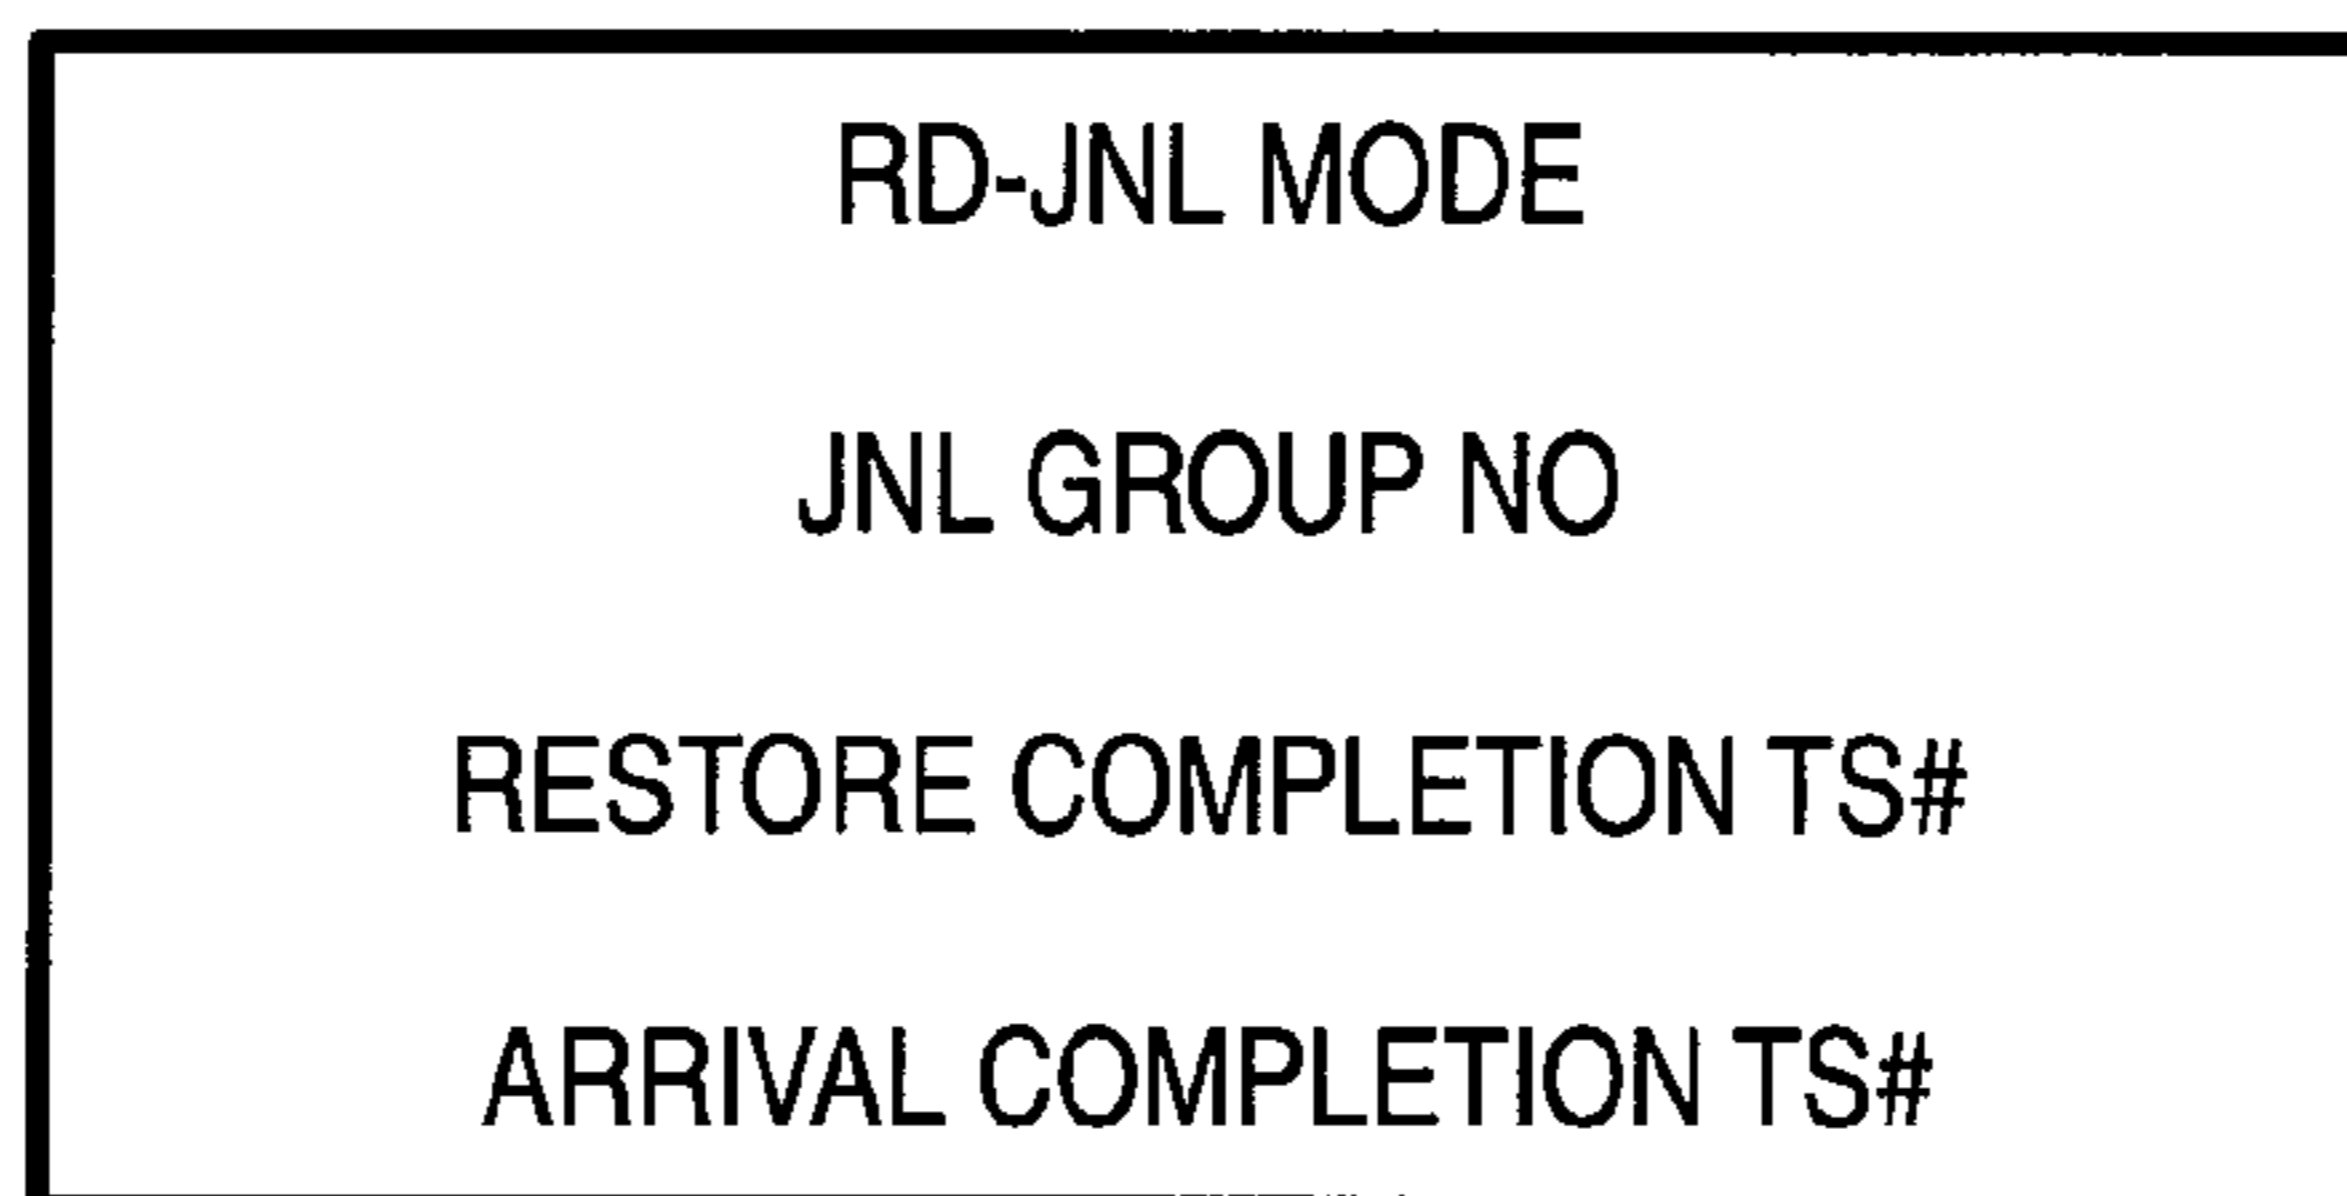 RD-JNL MODE
JNL GROUP NO
RESTORE COMPLETION TS#
ARRIVAL COMPLETION TS#